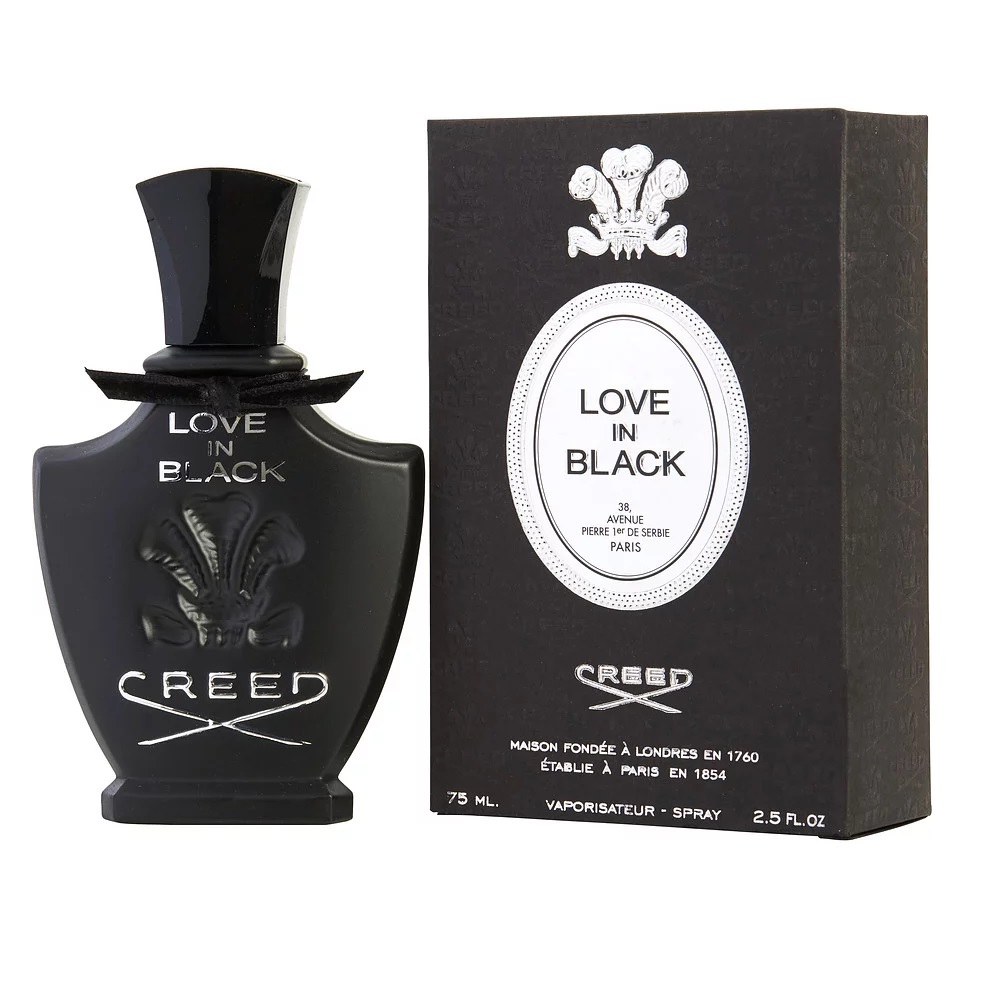 LOVE
IN
BLACK
CREED
LOVE
IN
BLACK
38,
AVENUE
PIERRE 1er DE SERBIE
PARIS
CREED
MAISON FONDÉE À LONDRES EN 1760
ÉTABLIE À PARIS EN 1854
75 ML.
VAPORISATEUR - SPRAY
2.5 FL.OZ